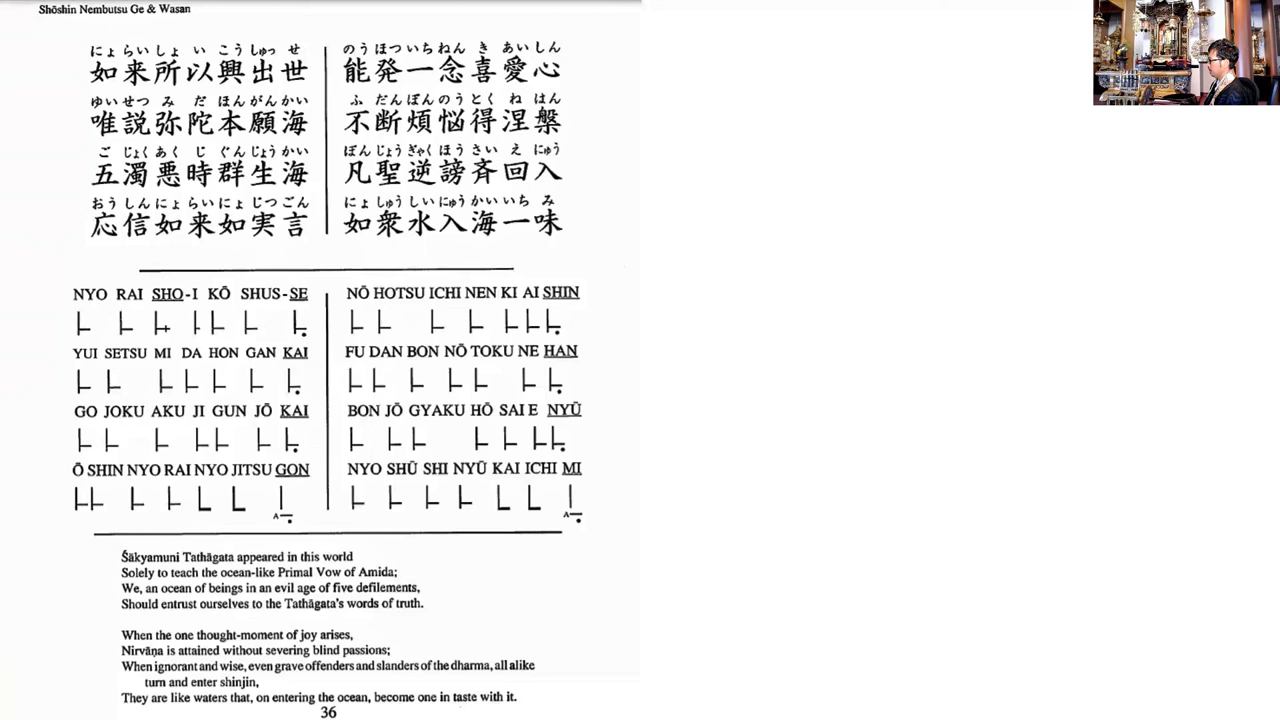 Shōshin Nembutsu Ge & Wasan
にょ らい しょ い こう しゅっ せ
如来所以興出世
ゆい せつ み だ ほん がん かい
唯説弥陀本願海
ご じょく あく じ ぐん じょう かい
五濁悪時群生海
おう しん にょ らい にょ じつ ごん
応信如来如実言
のう ほつ いち ねん き あい しん
能発一念喜愛心
ふ だん ぼん のう とく ね はん
不断煩悩得涅槃
ぼん じょう ぎゃく ほう さい え にゅう
凡聖逆謗斉回入
にょ しゅう しい にゅう かい いち み
如衆水入海一味
NYO RAI SHO-I KŌ SHUS-SE
YUI SETSU MI DA HON GAN KAI
GO JOKU AKU JI GUN JŌ KAI
Ō SHIN NYO RAI NYO JITSU GON
A
NŌ HOTSU ICHI NEN KI AI SHIN
FU DAN BON NŌ TOKU NE HAN
BON JŌ GYAKU HŌ SAI E NYŪ
NYO SHŪ SHI NYŪ KAI ICHI MI
A
Śākyamuni Tathāgata appeared in this world
Solely to teach the ocean-like Primal Vow of Amida;
We, an ocean of beings in an evil age of five defilements,
Should entrust ourselves to the Tathāgata's words of truth.
When the one thought-moment of joy arises,
Nirvāṇa is attained without severing blind passions;
When ignorant and wise, even grave offenders and slanders of the dharma, all alike
turn and enter shinjin,
They are like waters that, on entering the ocean, become one in taste with it.
36